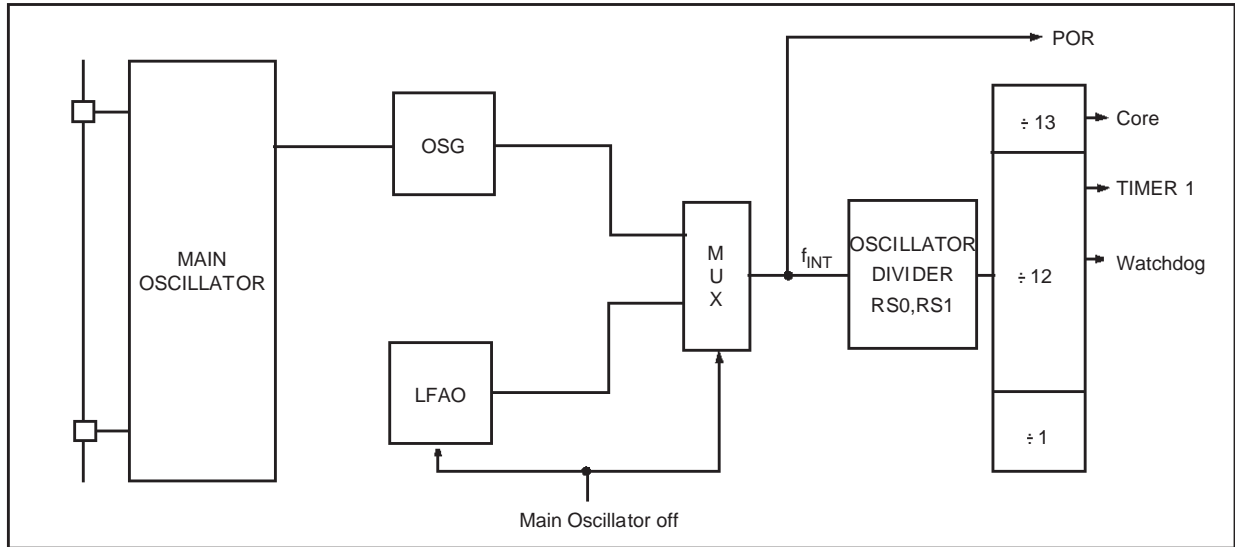 POR
÷ 13
Core
OSG
TIMER 1
MAIN
OSCILLATOR
M
U
X
f_INT
OSCILLATOR
DIVIDER
RS0,RS1
÷ 12
Watchdog
LFAO
÷ 1
Main Oscillator off